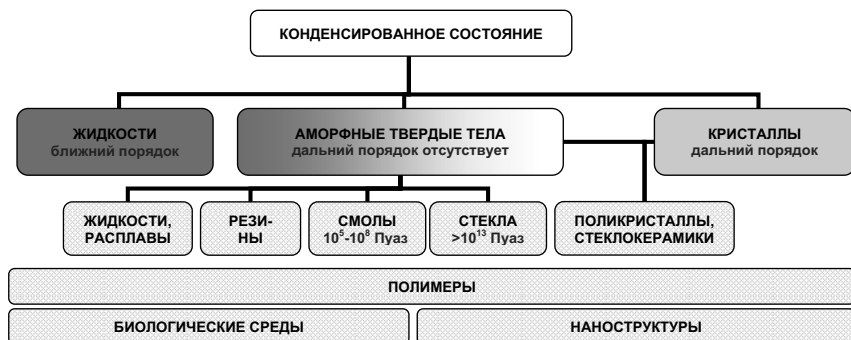 КОНДЕНСИРОВАННОЕ СОСТОЯНИЕ
ЖИДКОСТИ
ближний порядок
АМОРФНЫЕ ТВЕРДЫЕ ТЕЛА
дальний порядок отсутствует
КРИСТАЛЛЫ
дальний порядок
ЖИДКОСТИ,
РАСПЛАВЫ
РЕЗИ-
НЫ
СМОЛЫ
10⁵-10⁸ Пуаз
СТЕКЛА
>10¹³ Пуаз
ПОЛИКРИСТАЛЛЫ,
СТЕКЛОКЕРАМИКИ
ПОЛИМЕРЫ
БИОЛОГИЧЕСКИЕ СРЕДЫ
НАНОСТРУКТУРЫ